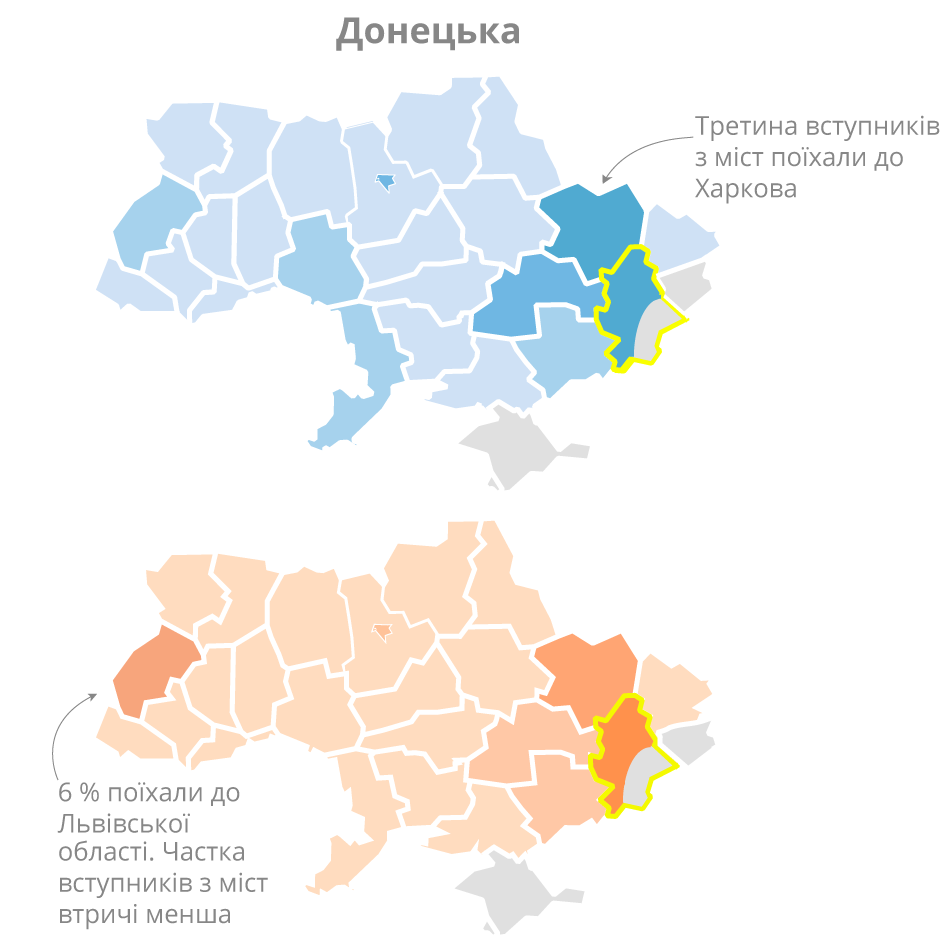 Донецька
Третина вступників
з міст поїхали до
Харкова
6 % поїхали до
Львівської
області. Частка
вступників з міст
втричі менша